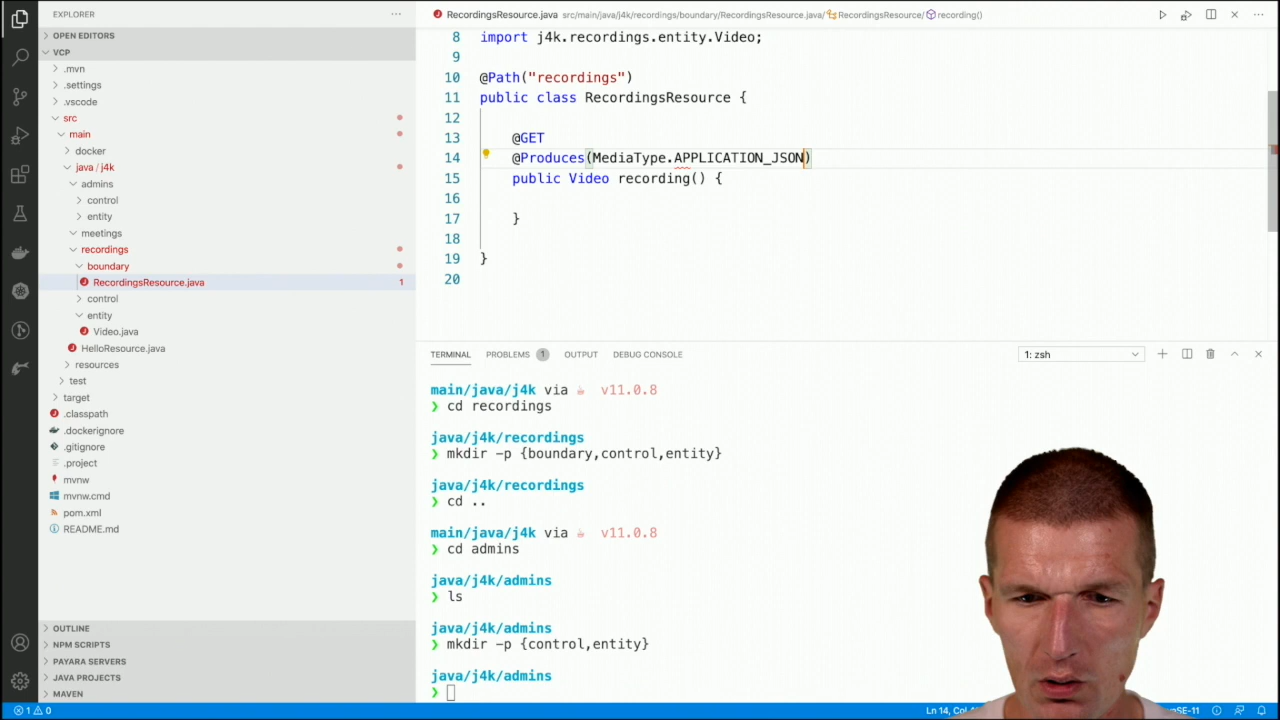 EXPLORER
OPEN EDITORS
VCP
.mvn
.settings
.vscode
src
main
docker
java / j4k
admins
control
entity
meetings
recordings
boundary
RecordingsResource.java 1
control
entity
Video.java
HelloResource.java
resources
test
target
.classpath
.dockerignore
.gitignore
.project
mvnw
mvnw.cmd
pom.xml
README.md
OUTLINE
NPM SCRIPTS
PAYARA SERVERS
JAVA PROJECTS
MAVEN
RecordingsResource.java src/main/java/j4k/recordings/boundary/RecordingsResource.java/ RecordingsResource/ recording()
8 import j4k.recordings.entity.Video;
9
10 @Path("recordings")
11 public class RecordingsResource {
12
13 @GET
14 @Produces(MediaType.APPLICATION_JSON)
15 public Video recording() {
16
17 }
18
19 }
20
TERMINAL PROBLEMS 1 OUTPUT DEBUG CONSOLE 1: zsh
main/java/j4k via v11.0.8
❯ cd recordings
java/j4k/recordings
❯ mkdir -p {boundary,control,entity}
java/j4k/recordings
❯ cd ..
main/java/j4k via v11.0.8
❯ cd admins
java/j4k/admins
❯ ls
java/j4k/admins
❯ mkdir -p {control,entity}
java/j4k/admins
❯
1 0 Ln 14, SE-11